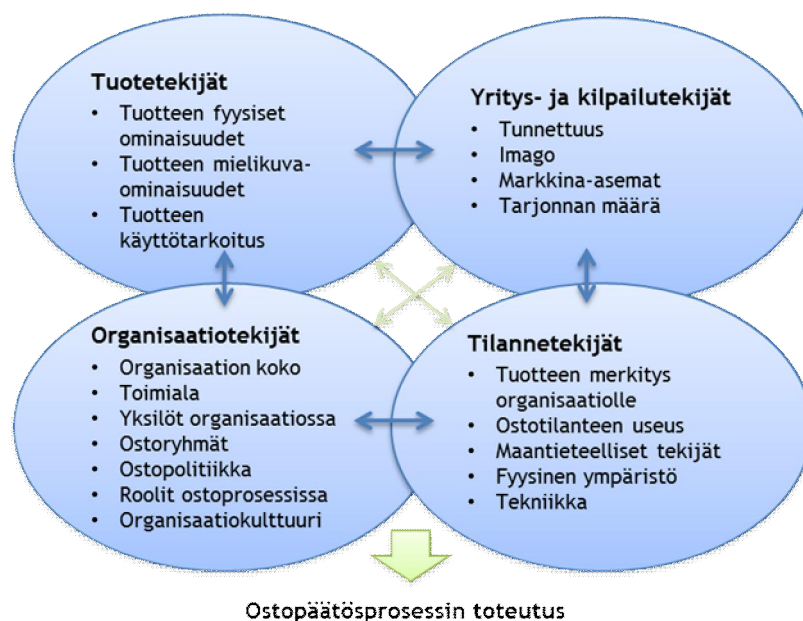 Tuotetekijät
• Tuotteen fyysiset
ominaisuudet
• Tuotteen mielikuva-
ominaisuudet
• Tuotteen
käyttötarkoitus
Yritys- ja kilpailutekijät
• Tunnettuus
• Imago
• Markkina-asemat
• Tarjonnan määrä
Organisaatiotekijät
• Organisaation koko
• Toimiala
• Yksilöt organisaatiossa
• Ostoryhmät
• Ostopolitiikka
• Roolit ostoprosessissa
• Organisaatiokulttuuri
Tilannetekijät
• Tuotteen merkitys
organisaatiolle
• Ostotilanteen useus
• Maantieteelliset tekijät
• Fyysinen ympäristö
• Tekniikka
Ostopäätösprosessin toteutus